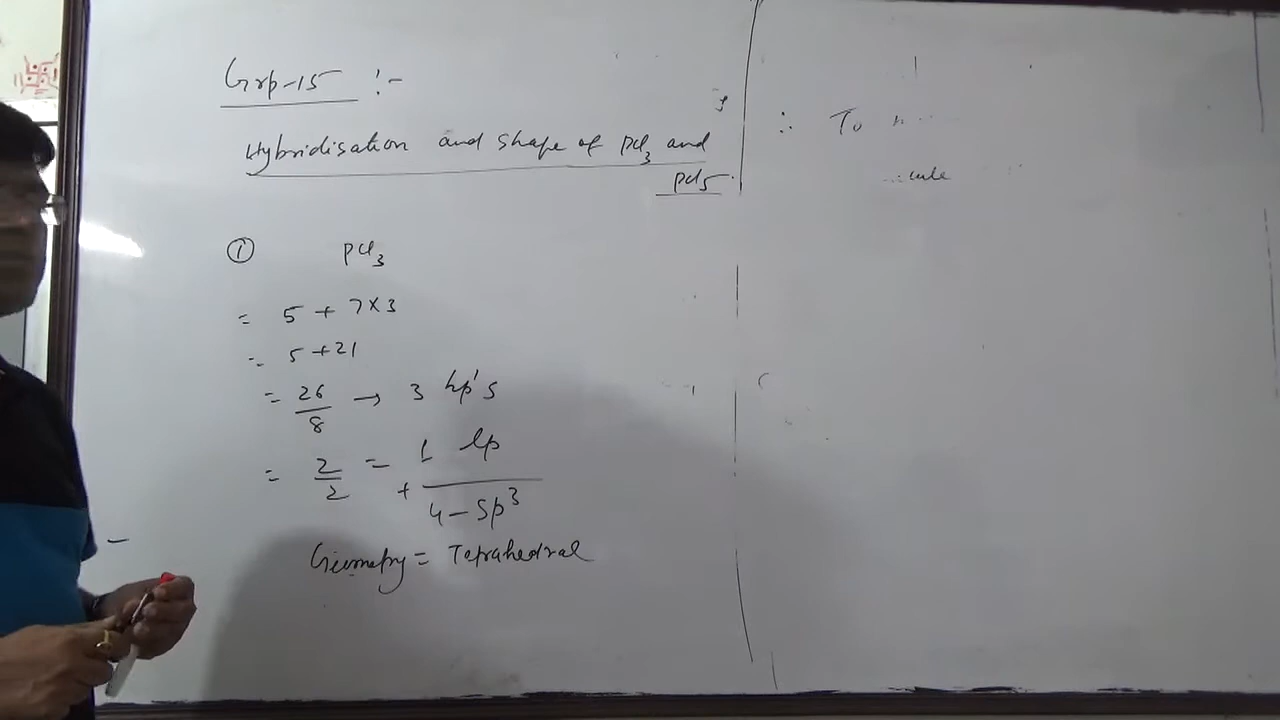 Grp-15 :-
Hybridisation and shape of PCl3 and
PCl5.
① PCl3
= 5 + 7×3
= 5 + 21
= 26/8 → 3 bp's
= 2/2 = 1 lp
+ 4 - sp3
Geometry = Tetrahedral
∴ To